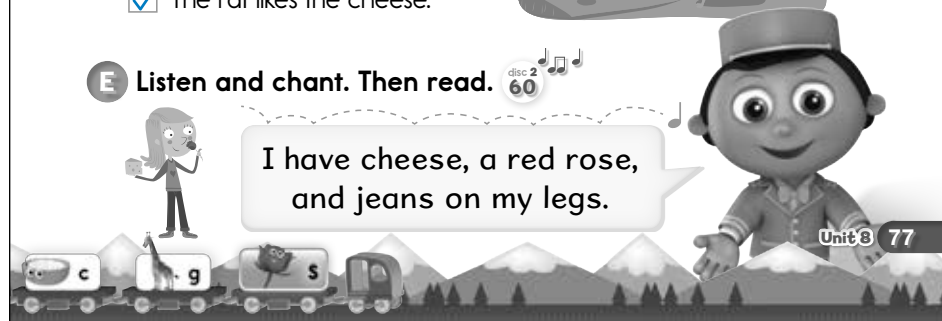 The rat likes the cheese.
E Listen and chant. Then read. disc 2 60
I have cheese, a red rose,
and jeans on my legs.
Unit 8 77
c g s